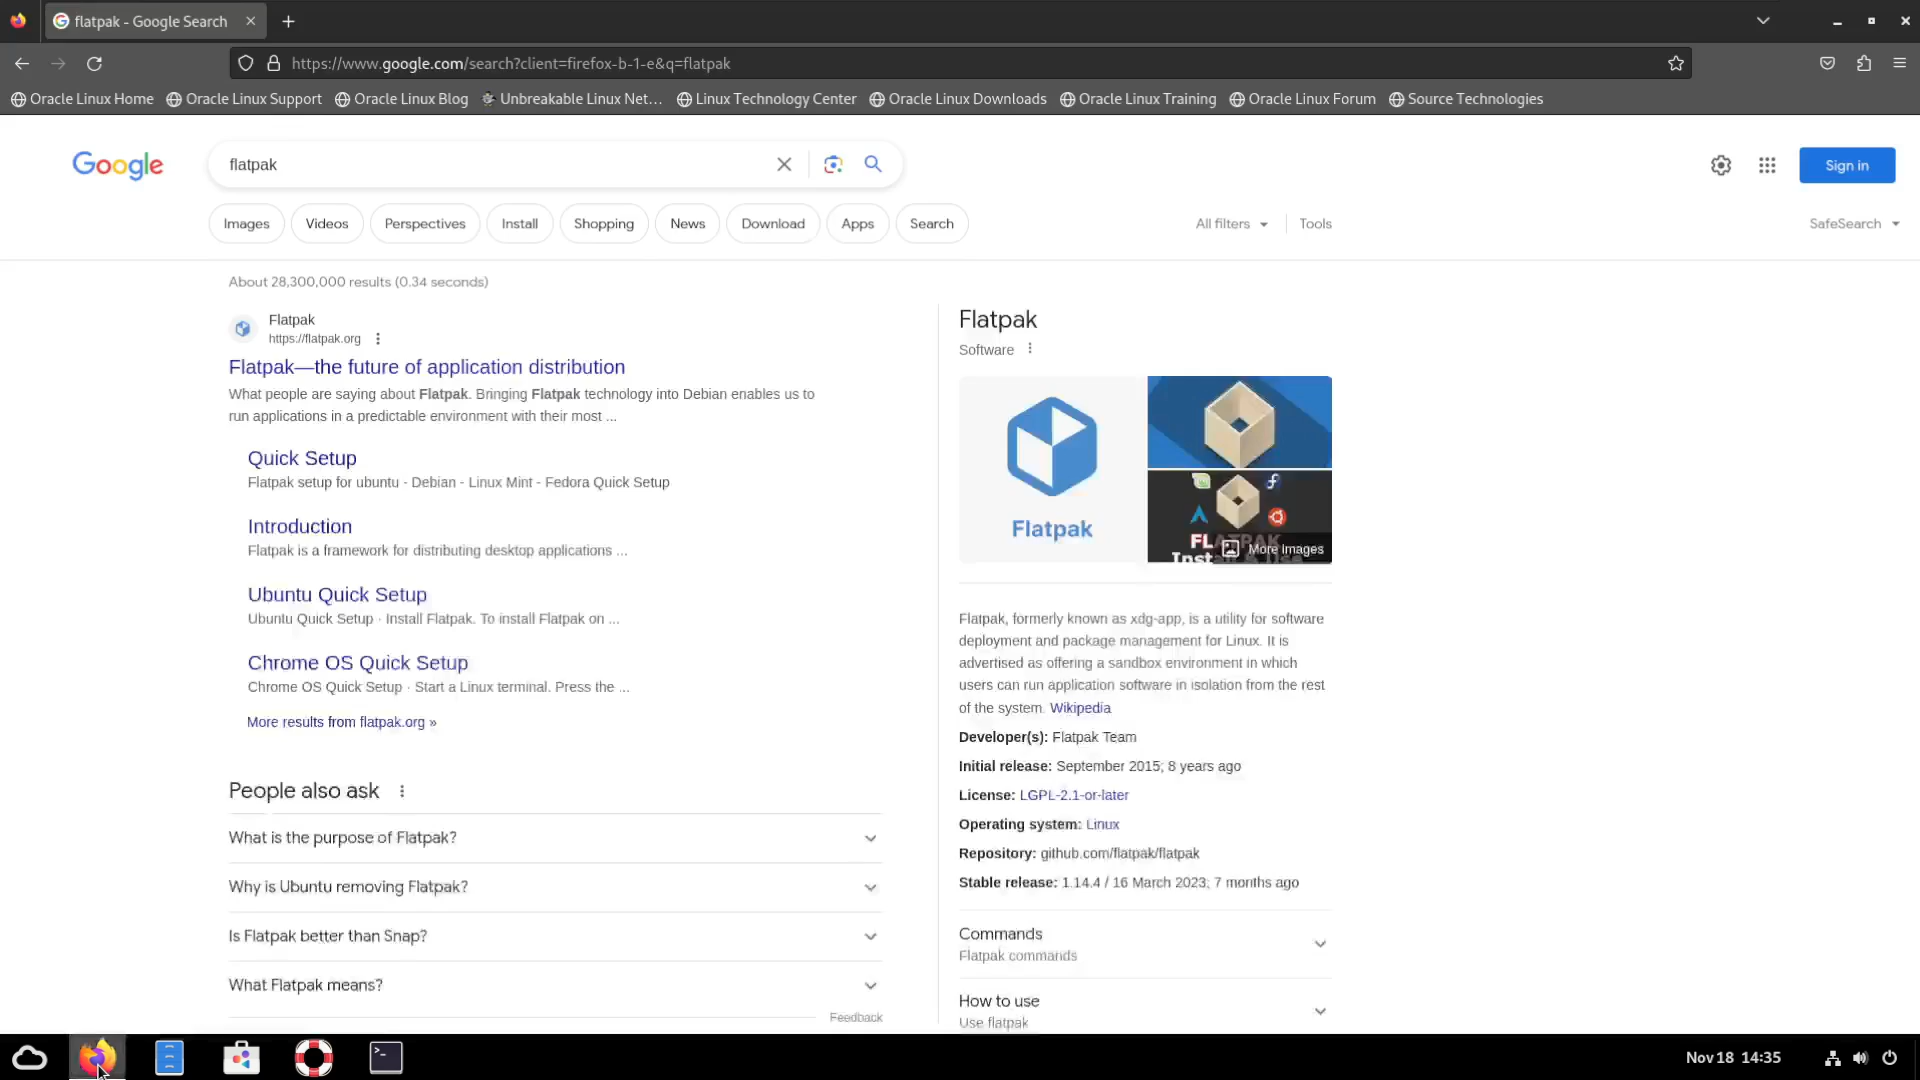 flatpak - Google Search
https://www.google.com/search?client=firefox-b-1-e&q=flatpak
Oracle Linux Home
Oracle Linux Support
Oracle Linux Blog
Unbreakable Linux Net...
Linux Technology Center
Oracle Linux Downloads
Oracle Linux Training
Oracle Linux Forum
Source Technologies
Google
flatpak
Sign in
Images
Videos
Perspectives
Install
Shopping
News
Download
Apps
Search
All filters
Tools
SafeSearch
About 28,300,000 results (0.34 seconds)
Flatpak
https://flatpak.org
Flatpak—the future of application distribution
What people are saying about Flatpak. Bringing Flatpak technology into Debian enables us to
run applications in a predictable environment with their most ...
Quick Setup
Flatpak setup for ubuntu - Debian - Linux Mint - Fedora Quick Setup
Introduction
Flatpak is a framework for distributing desktop applications ...
Ubuntu Quick Setup
Ubuntu Quick Setup · Install Flatpak. To install Flatpak on ...
Chrome OS Quick Setup
Chrome OS Quick Setup · Start a Linux terminal. Press the ...
More results from flatpak.org »
People also ask
What is the purpose of Flatpak?
Why is Ubuntu removing Flatpak?
Is Flatpak better than Snap?
What Flatpak means?
Feedback
Flatpak
Software
Flatpak
More images
Flatpak, formerly known as xdg-app, is a utility for software
deployment and package management for Linux. It is
advertised as offering a sandbox environment in which
users can run application software in isolation from the rest
of the system. Wikipedia
Developer(s): Flatpak Team
Initial release: September 2015; 8 years ago
License: LGPL-2.1-or-later
Operating system: Linux
Repository: github.com/flatpak/flatpak
Stable release: 1.14.4 / 16 March 2023; 7 months ago
Commands
Flatpak commands
How to use
Use flatpak
Nov 18 14:35